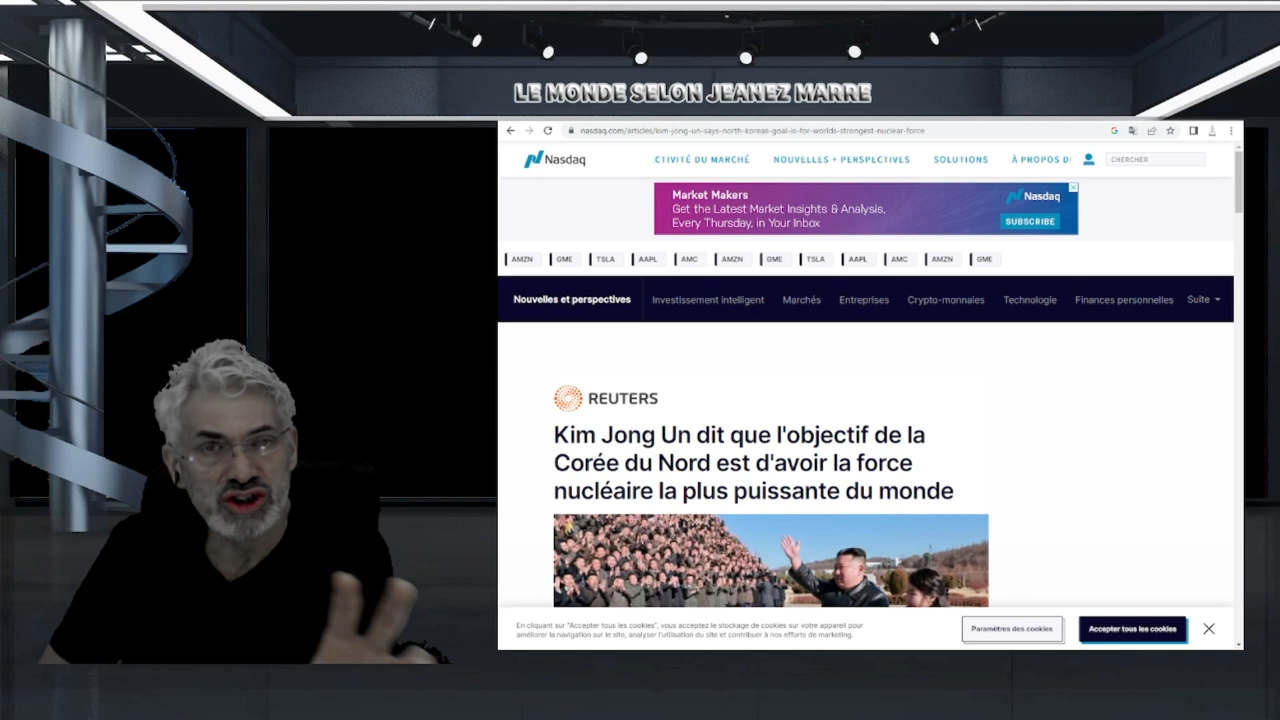 LE MONDE SELON JEANEZ MARRE
nasdaq.com/articles/kim-jong-un-says-north-koreas-goal-is-for-worlds-strongest-nuclear-force
Nasdaq
CTIVITÉ DU MARCHÉ NOUVELLES + PERSPECTIVES SOLUTIONS À PROPOS D CHERCHER
Market Makers
Get the Latest Market Insights & Analysis,
Every Thursday, in Your Inbox
Nasdaq
SUBSCRIBE
AMZN GME TSLA AAPL AMC AMZN GME TSLA AAPL AMC AMZN GME
Nouvelles et perspectives Investissement intelligent Marchés Entreprises Crypto-monnaies Technologie Finances personnelles Suite
REUTERS
Kim Jong Un dit que l'objectif de la
Corée du Nord est d'avoir la force
nucléaire la plus puissante du monde
En cliquant sur "Accepter tous les cookies", vous acceptez le stockage de cookies sur votre appareil pour
améliorer la navigation sur le site, analyser l'utilisation du site et contribuer à nos efforts de marketing.
Paramètres des cookies
Accepter tous les cookies